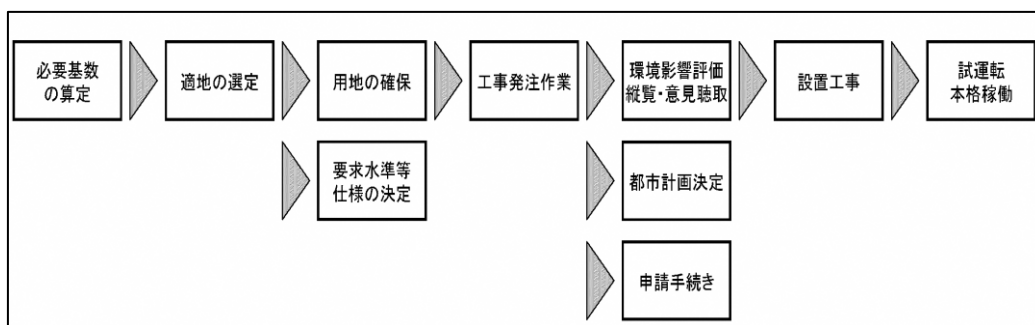 必要基数
の算定
適地の選定
用地の確保
工事発注作業
環境影響評価
縦覧・意見聴取
設置工事
試運転
本格稼働
要求水準等
仕様の決定
都市計画決定
申請手続き